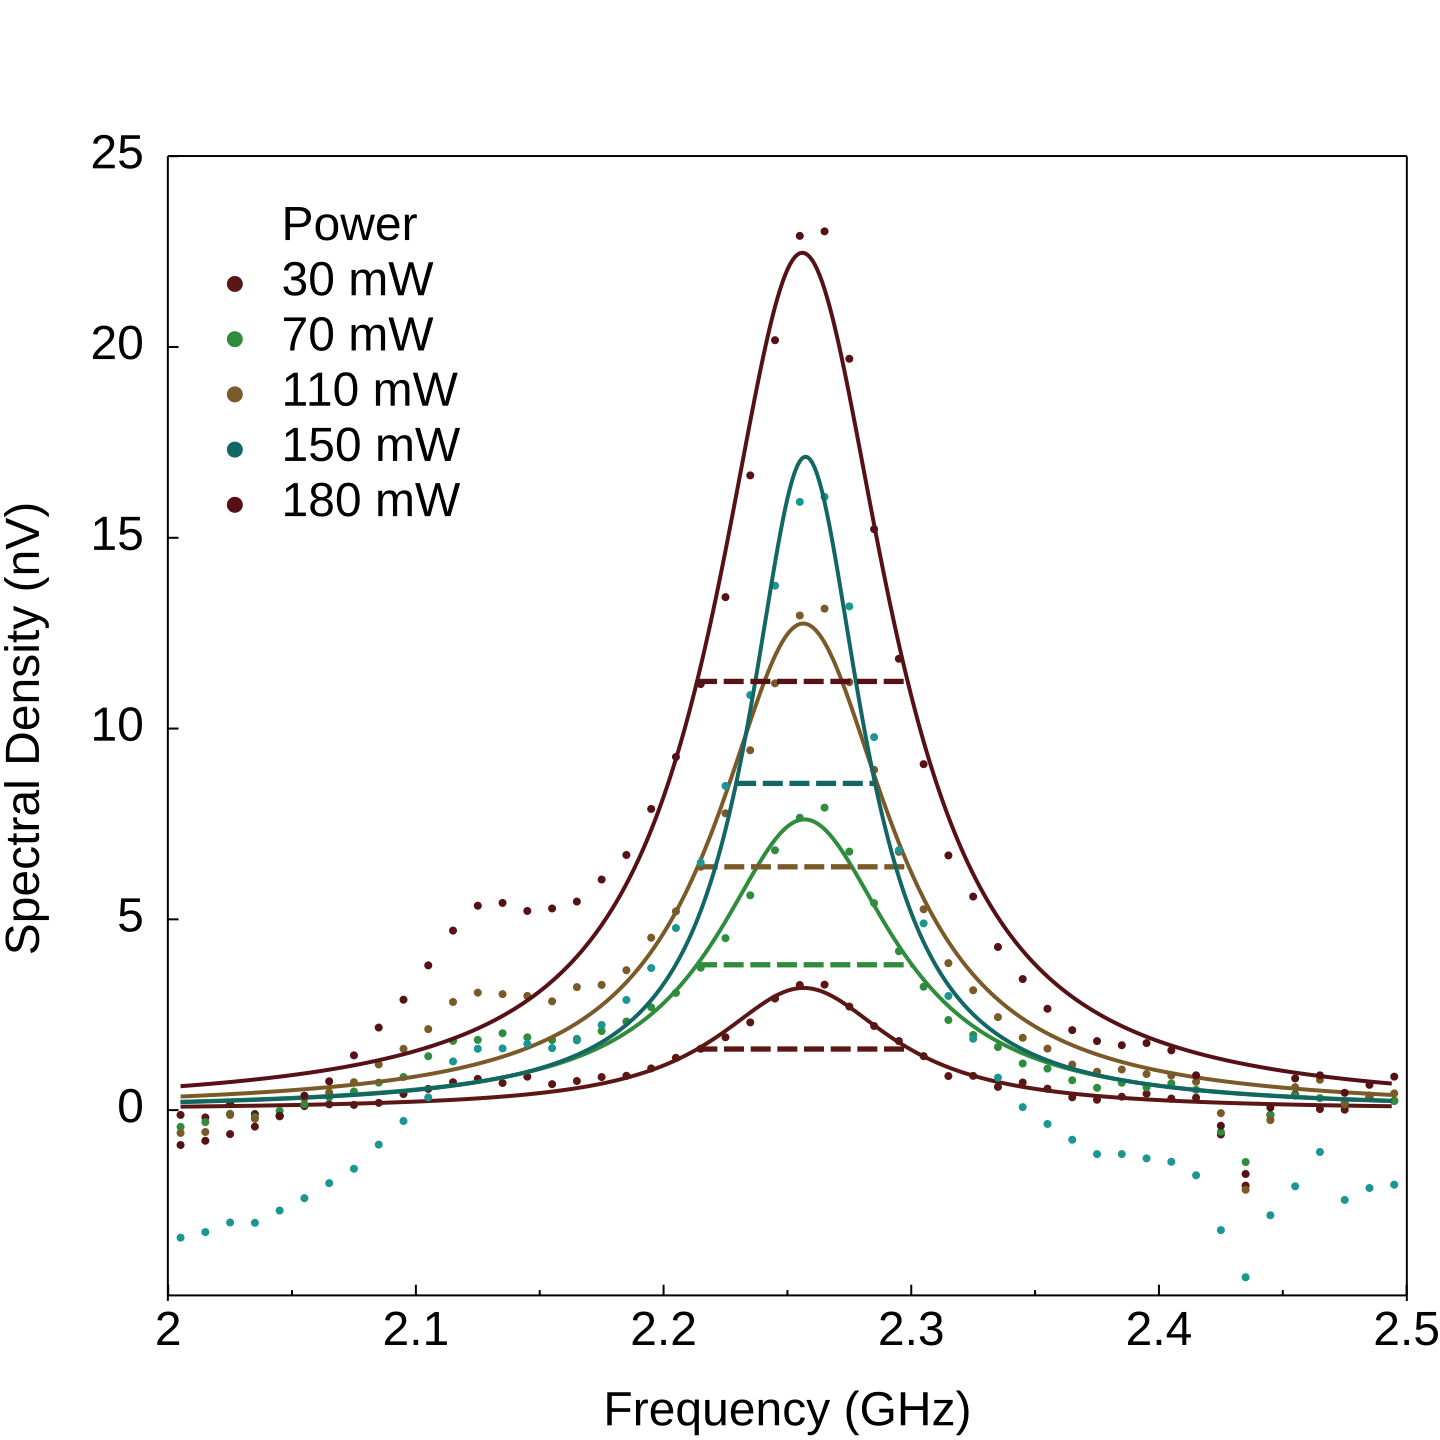 25
20
15
10
5
0
Spectral Density (nV)
Power
30 mW
70 mW
110 mW
150 mW
180 mW
2 2.1 2.2 2.3 2.4 2.5
Frequency (GHz)